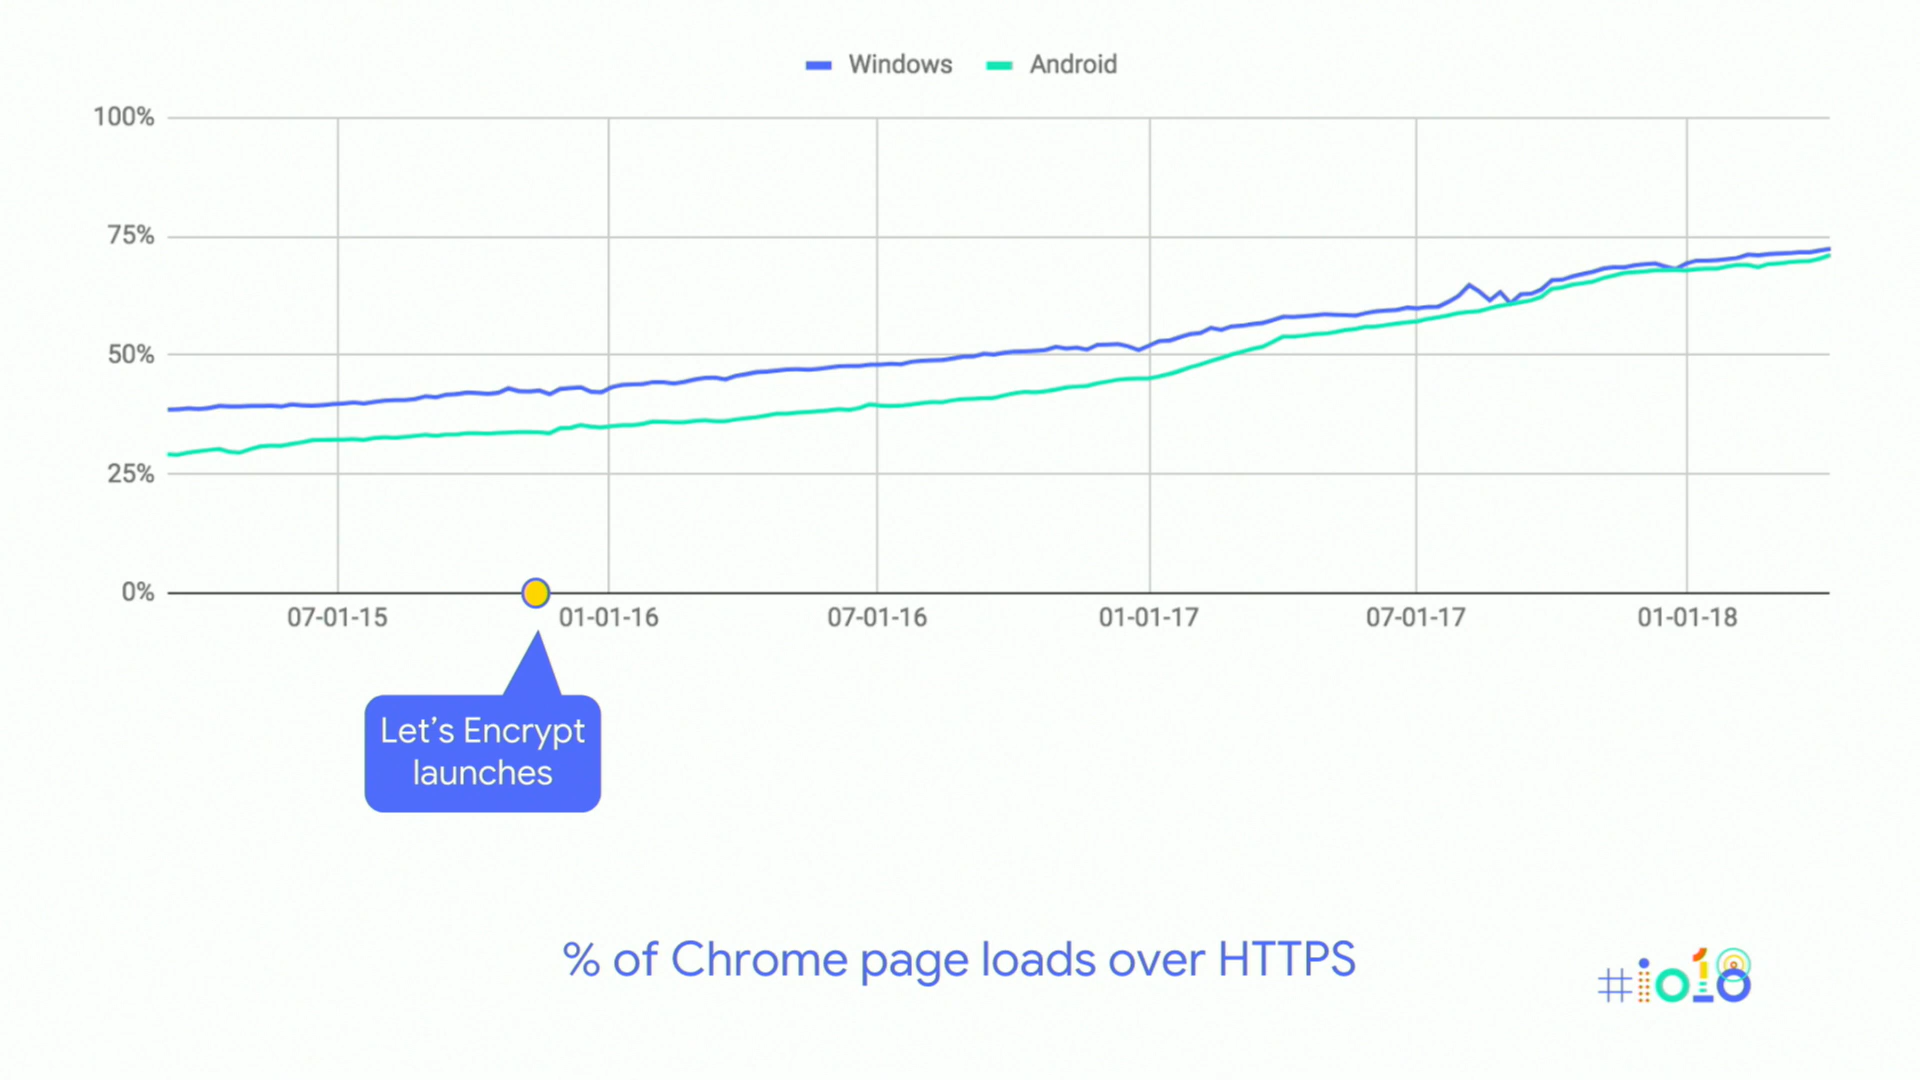 Windows Android
100%
75%
50%
25%
0%
07-01-15 01-01-16 07-01-16 01-01-17 07-01-17 01-01-18
Let’s Encrypt
launches
% of Chrome page loads over HTTPS
#io18